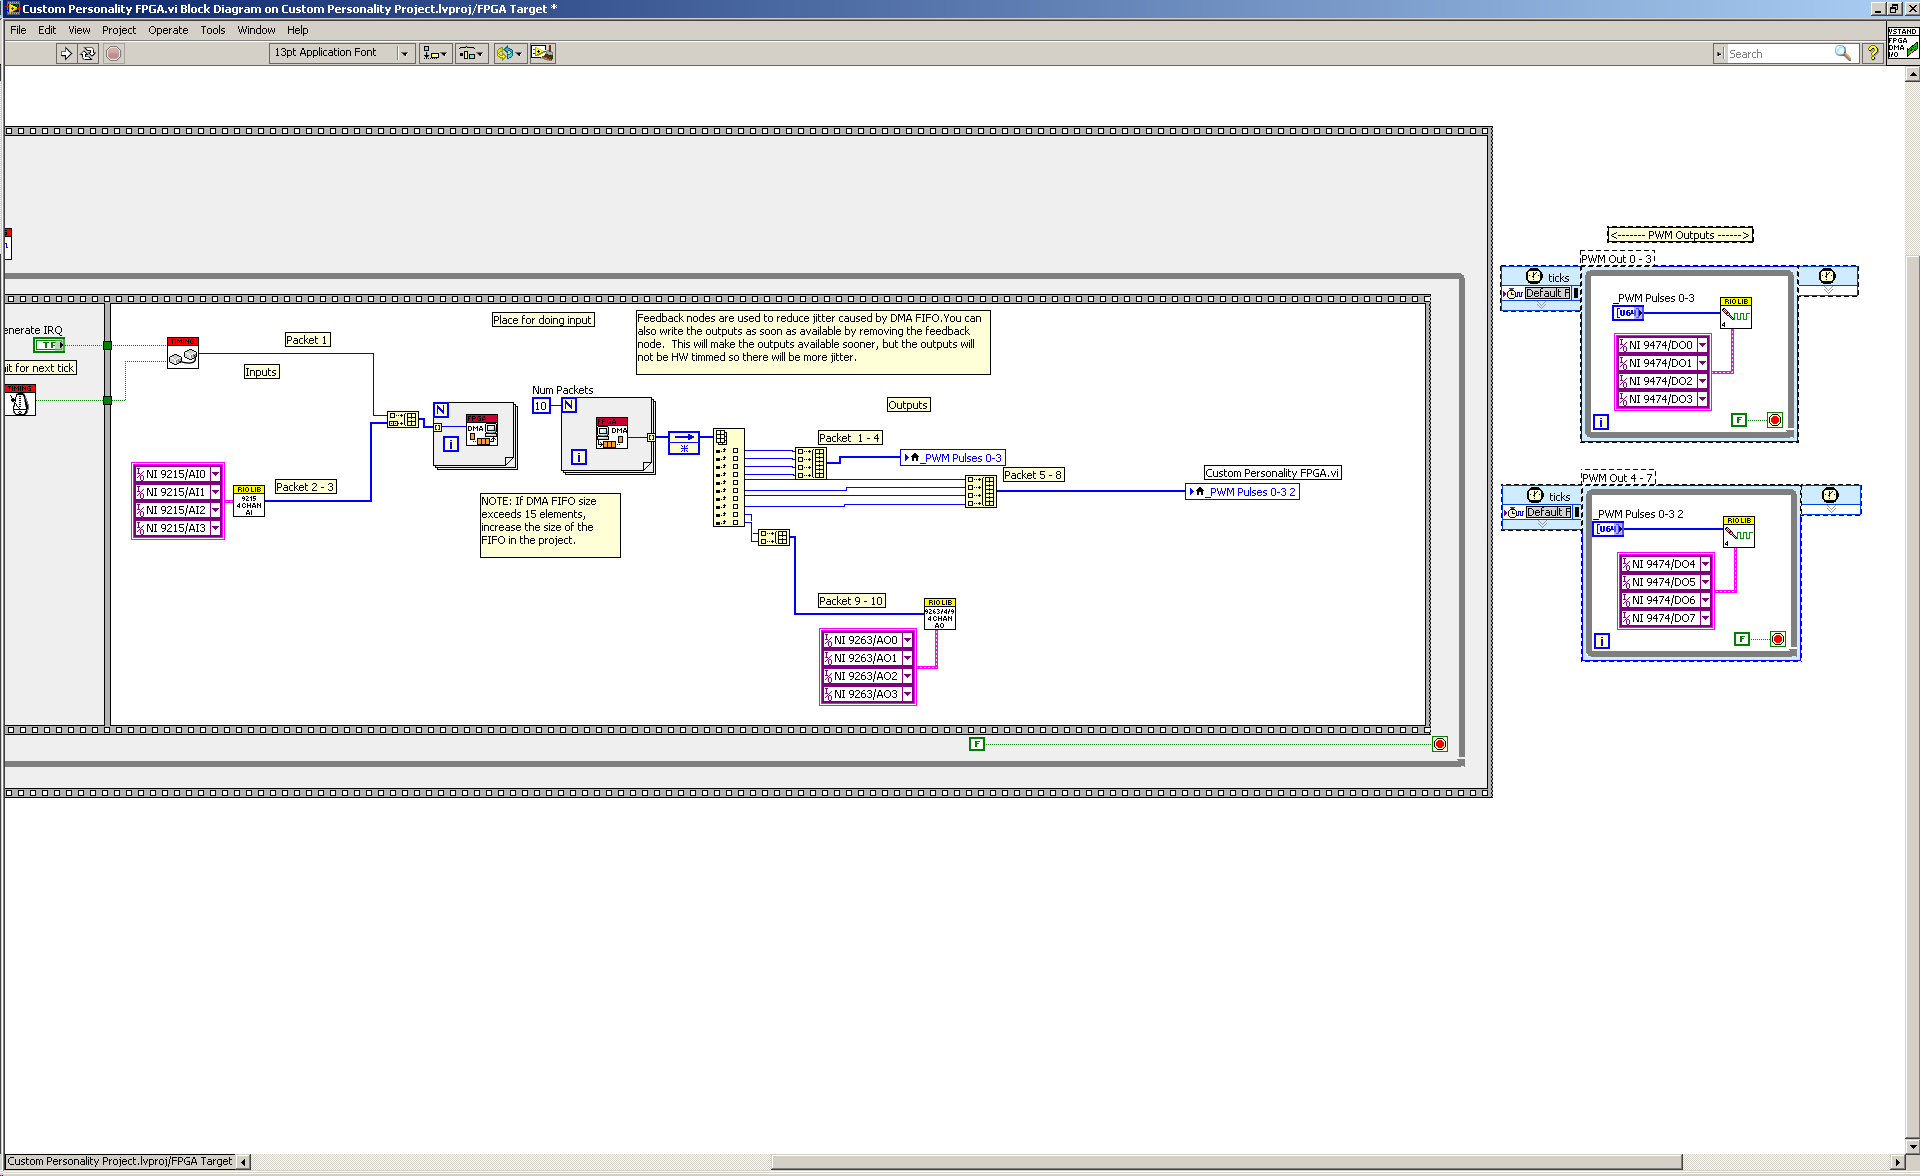 Custom Personality FPGA.vi Block Diagram on Custom Personality Project.lvproj/FPGA Target *
File Edit View Project Operate Tools Window Help
13pt Application Font
Search
?
VSTAND
FPGA
DMA
I/O
<------- PWM Outputs ------>
PWM Out 0 - 3
ticks
Default F
_PWM Pulses 0-3
[U64]
RIO LIB
4
NI 9474/DO0
NI 9474/DO1
NI 9474/DO2
NI 9474/DO3
i
F
enerate IRQ
TF
ait for next tick
TIMING
TIMING
Packet 1
Inputs
Place for doing input
Feedback nodes are used to reduce jitter caused by DMA FIFO.You can
also write the outputs as soon as available by removing the feedback
node. This will make the outputs available sooner, but the outputs will
not be HW timmed so there will be more jitter.
Num Packets
10
N
N
FPGA
DMA
i
FPGA
DMA
i
Outputs
Packet 1 - 4
_PWM Pulses 0-3
Packet 5 - 8
Custom Personality FPGA.vi
_PWM Pulses 0-3 2
NI 9215/AI0
NI 9215/AI1
NI 9215/AI2
NI 9215/AI3
RIO LIB
9215
4 CHAN
AI
Packet 2 - 3
NOTE: If DMA FIFO size
exceeds 15 elements,
increase the size of the
FIFO in the project.
Packet 9 - 10
RIO LIB
9263/4/9
4 CHAN
AO
NI 9263/AO0
NI 9263/AO1
NI 9263/AO2
NI 9263/AO3
F
PWM Out 4 - 7
ticks
Default F
_PWM Pulses 0-3 2
[U64]
RIO LIB
4
NI 9474/DO4
NI 9474/DO5
NI 9474/DO6
NI 9474/DO7
i
F
Custom Personality Project.lvproj/FPGA Target